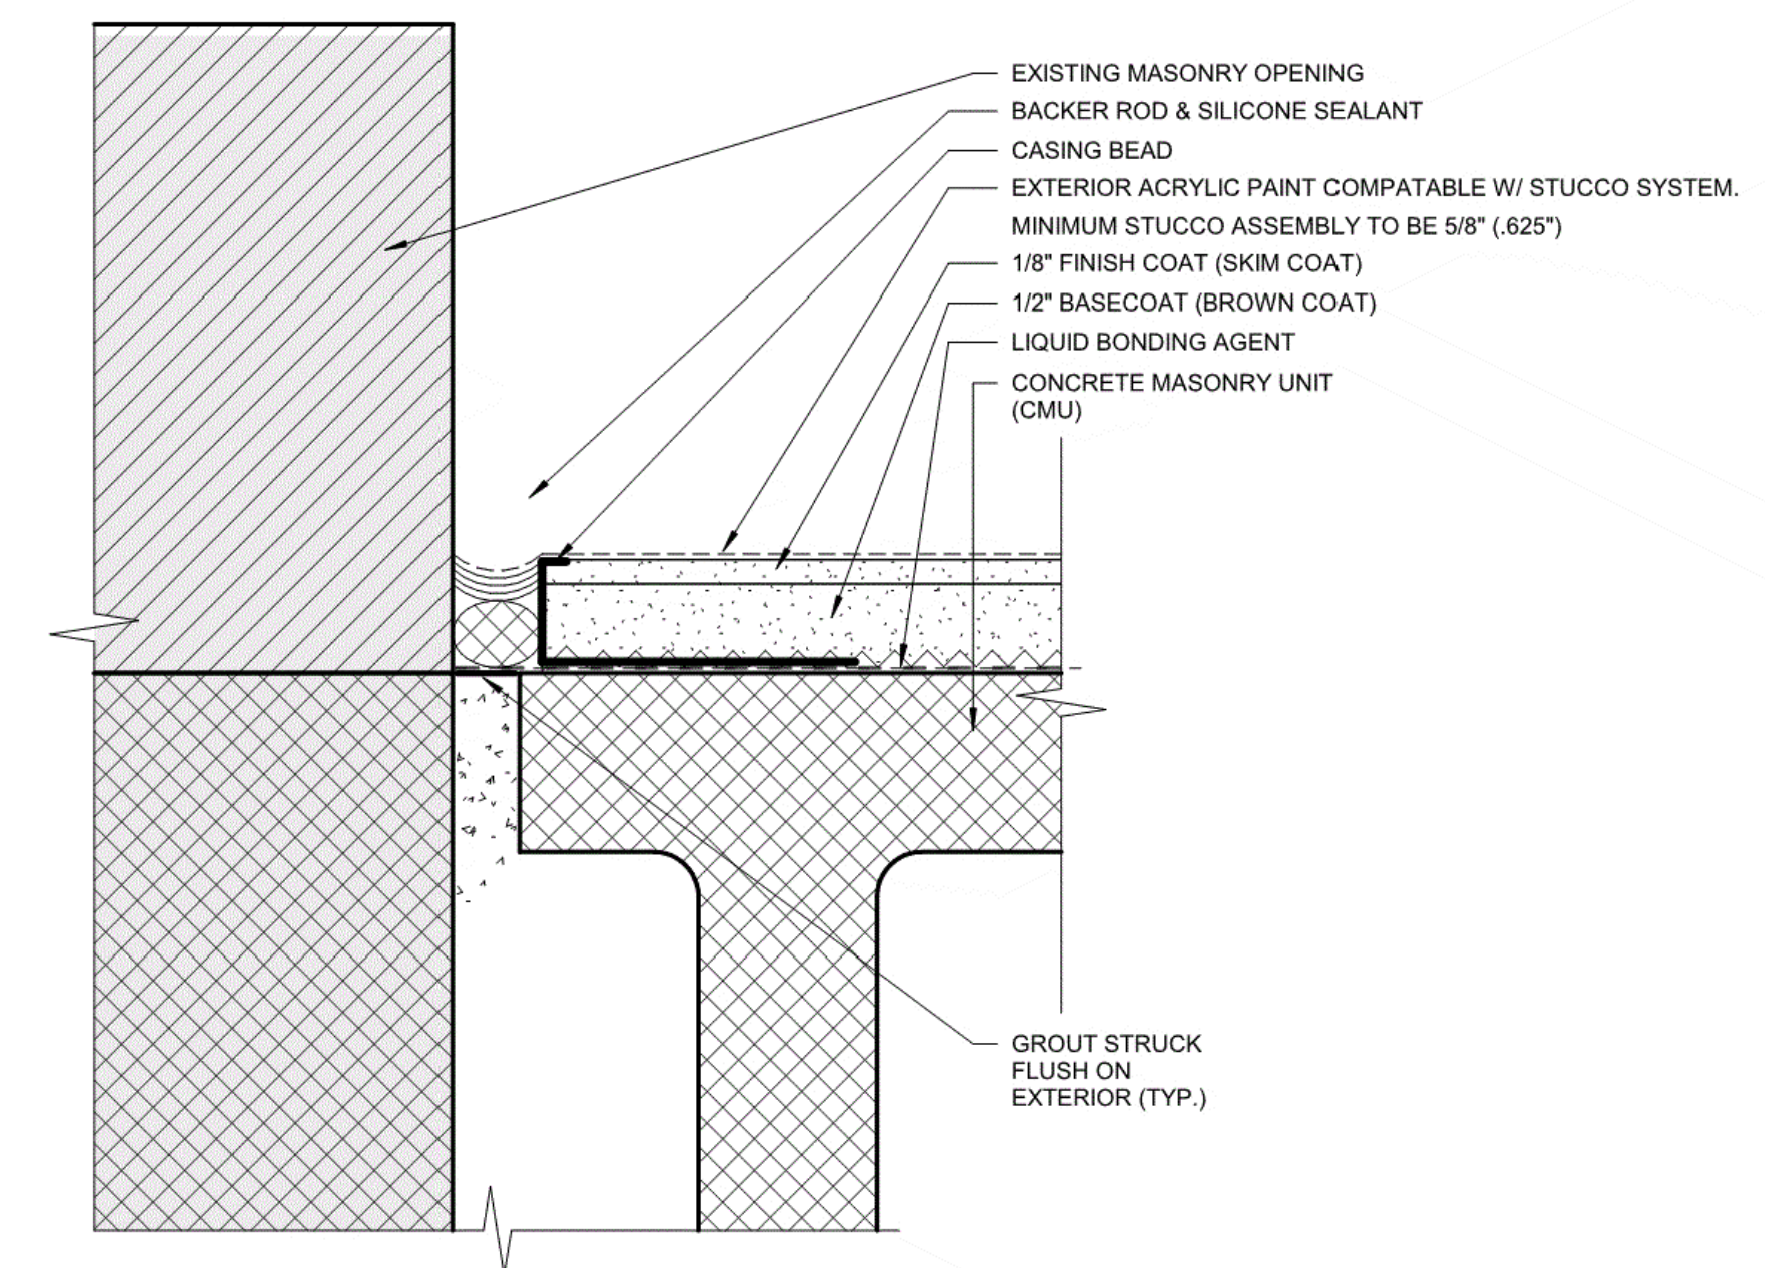 EXISTING MASONRY OPENING
BACKER ROD & SILICONE SEALANT
CASING BEAD
EXTERIOR ACRYLIC PAINT COMPATABLE W/ STUCCO SYSTEM.
MINIMUM STUCCO ASSEMBLY TO BE 5/8" (.625")
1/8" FINISH COAT (SKIM COAT)
1/2" BASECOAT (BROWN COAT)
LIQUID BONDING AGENT
CONCRETE MASONRY UNIT
(CMU)
GROUT STRUCK
FLUSH ON
EXTERIOR (TYP.)